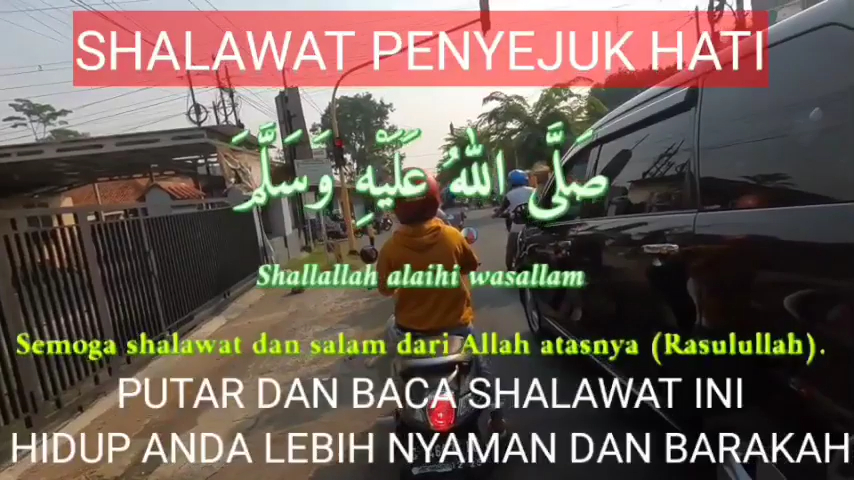 SHALAWAT PENYEJUK HATI
صَلَّى اللهُ عَلَيْهِ وَسَلَّمَ
Shallallah alaihi wasallam
Semoga shalawat dan salam dari Allah atasnya (Rasulullah).
PUTAR DAN BACA SHALAWAT INI
HIDUP ANDA LEBIH NYAMAN DAN BARAKAH